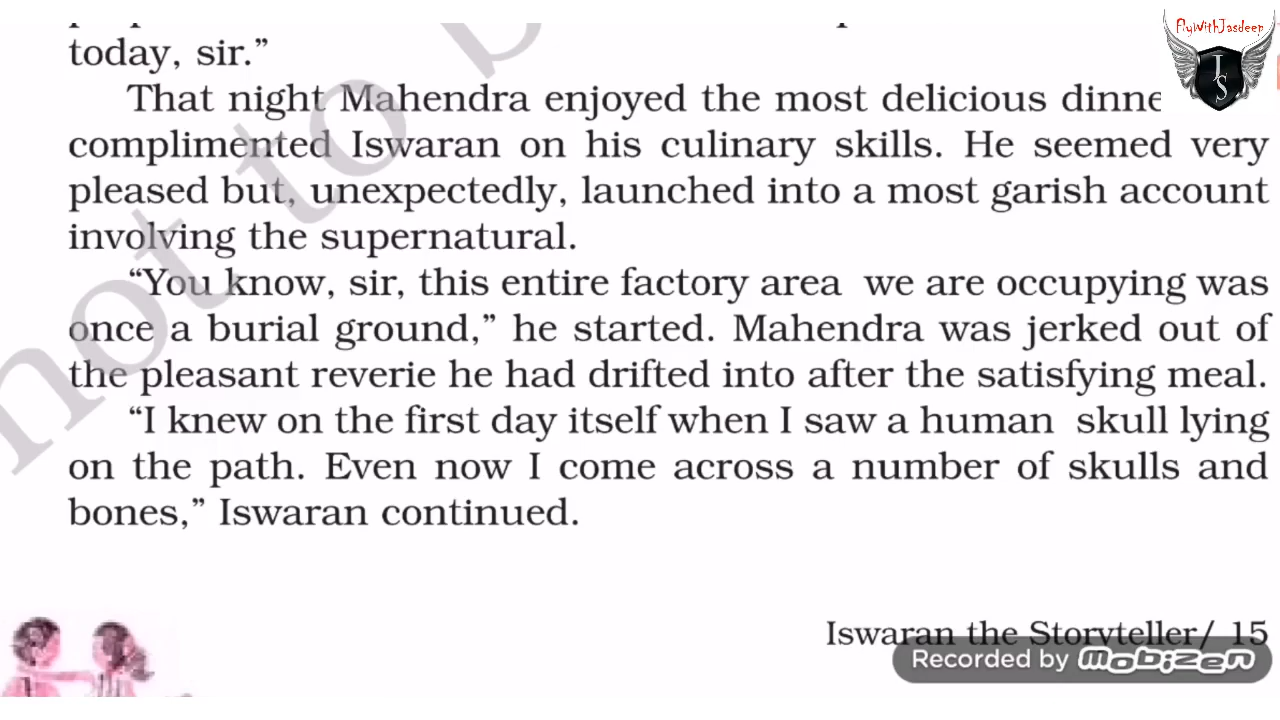 FlyWithJasdeep
JS
today, sir.”
That night Mahendra enjoyed the most delicious
complimented Iswaran on his culinary skills. He seemed very
pleased but, unexpectedly, launched into a most garish account
involving the supernatural.
“You know, sir, this entire factory area we are occupying was
once a burial ground,” he started. Mahendra was jerked out of
the pleasant reverie he had drifted into after the satisfying meal.
“I knew on the first day itself when I saw a human skull lying
on the path. Even now I come across a number of skulls and
bones,” Iswaran continued.
not to b
Iswaran the Storyteller/ 15
Recorded by mobizen